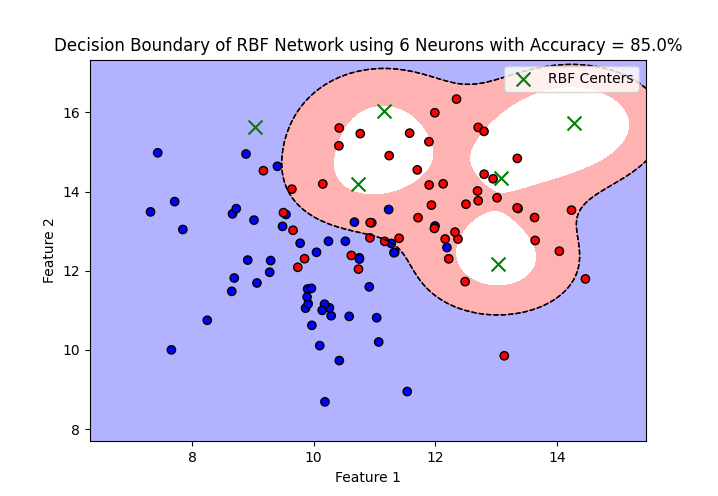 Decision Boundary of RBF Network using 6 Neurons with Accuracy = 85.0%
RBF Centers
16
14
12
10
8
Feature 2
8 10 12 14
Feature 1